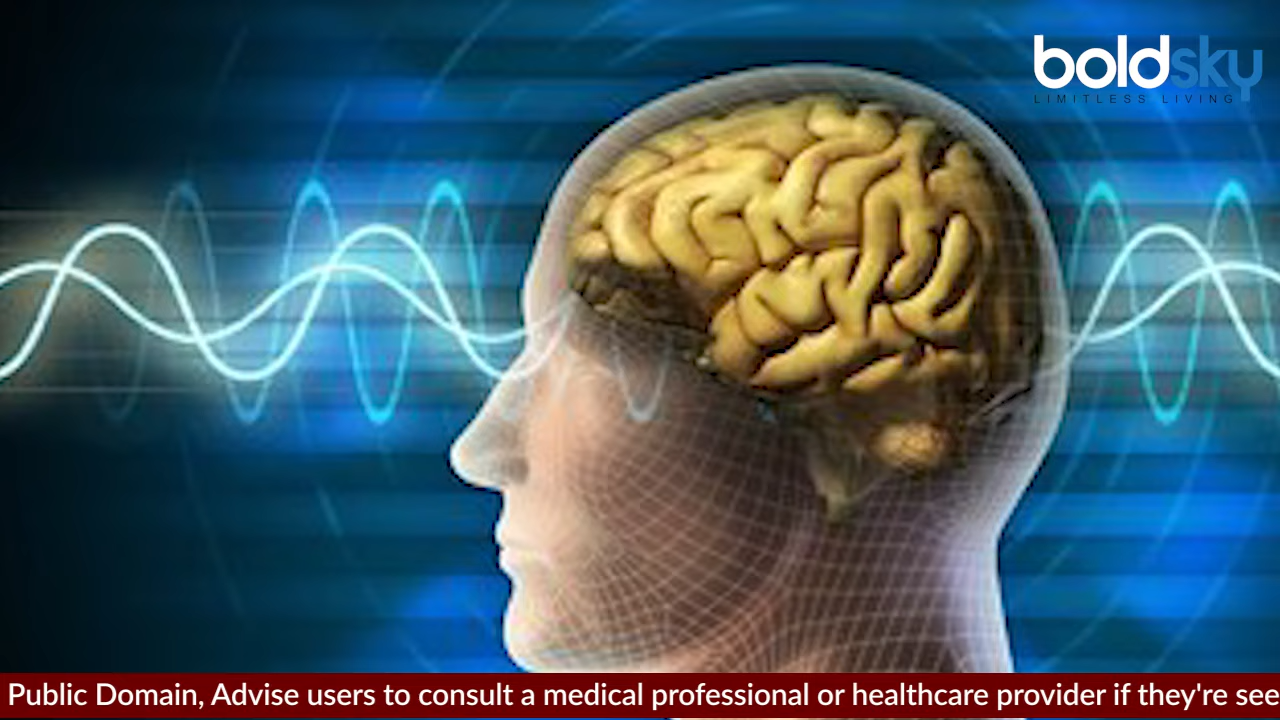 boldsky
LIMITLESS LIVING
Public Domain, Advise users to consult a medical professional or healthcare provider if they're see